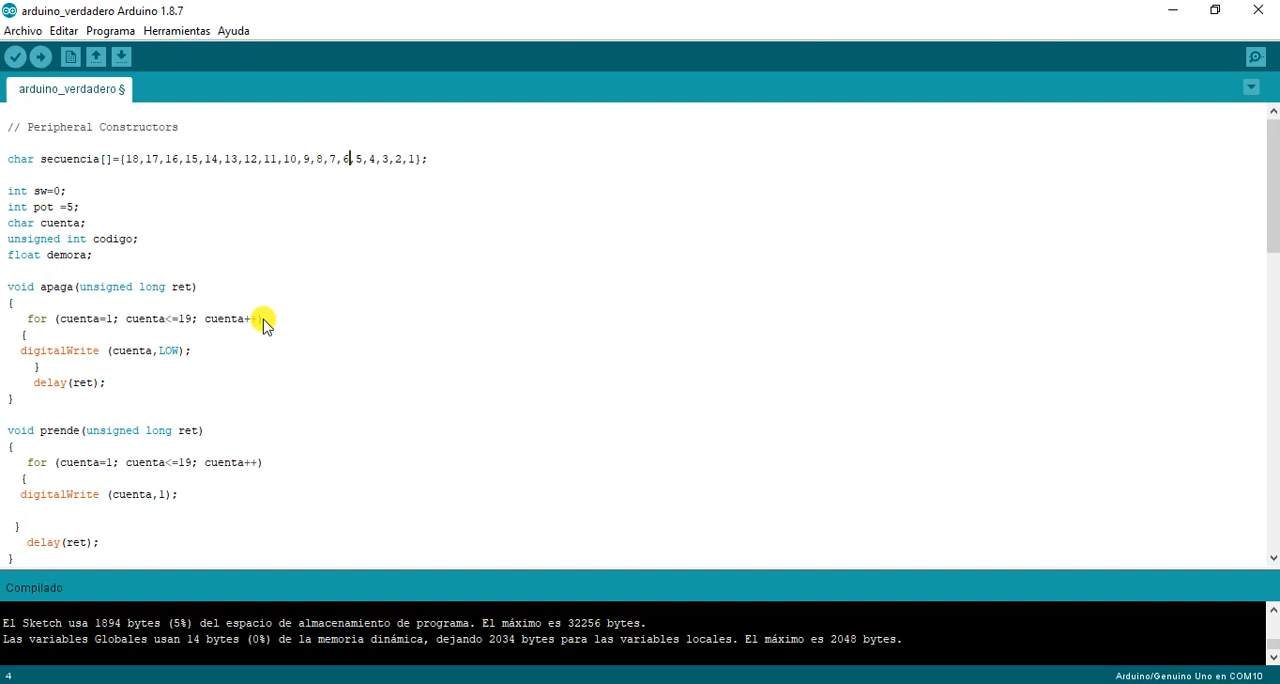 arduino_verdadero Arduino 1.8.7
Archivo Editar Programa Herramientas Ayuda
arduino_verdadero §
// Peripheral Constructors
char secuencia[]={18,17,16,15,14,13,12,11,10,9,8,7,6,5,4,3,2,1};
int sw=0;
int pot =5;
char cuenta;
unsigned int codigo;
float demora;
void apaga(unsigned long ret)
{
for (cuenta=1; cuenta<=19; cuenta++)
{
digitalWrite (cuenta,LOW);
}
delay(ret);
}
void prende(unsigned long ret)
{
for (cuenta=1; cuenta<=19; cuenta++)
{
digitalWrite (cuenta,1);
}
delay(ret);
}
Compilado
El Sketch usa 1894 bytes (5%) del espacio de almacenamiento de programa. El máximo es 32256 bytes.
Las variables Globales usan 14 bytes (0%) de la memoria dinámica, dejando 2034 bytes para las variables locales. El máximo es 2048 bytes.
4 Arduino/Genuino Uno en COM10